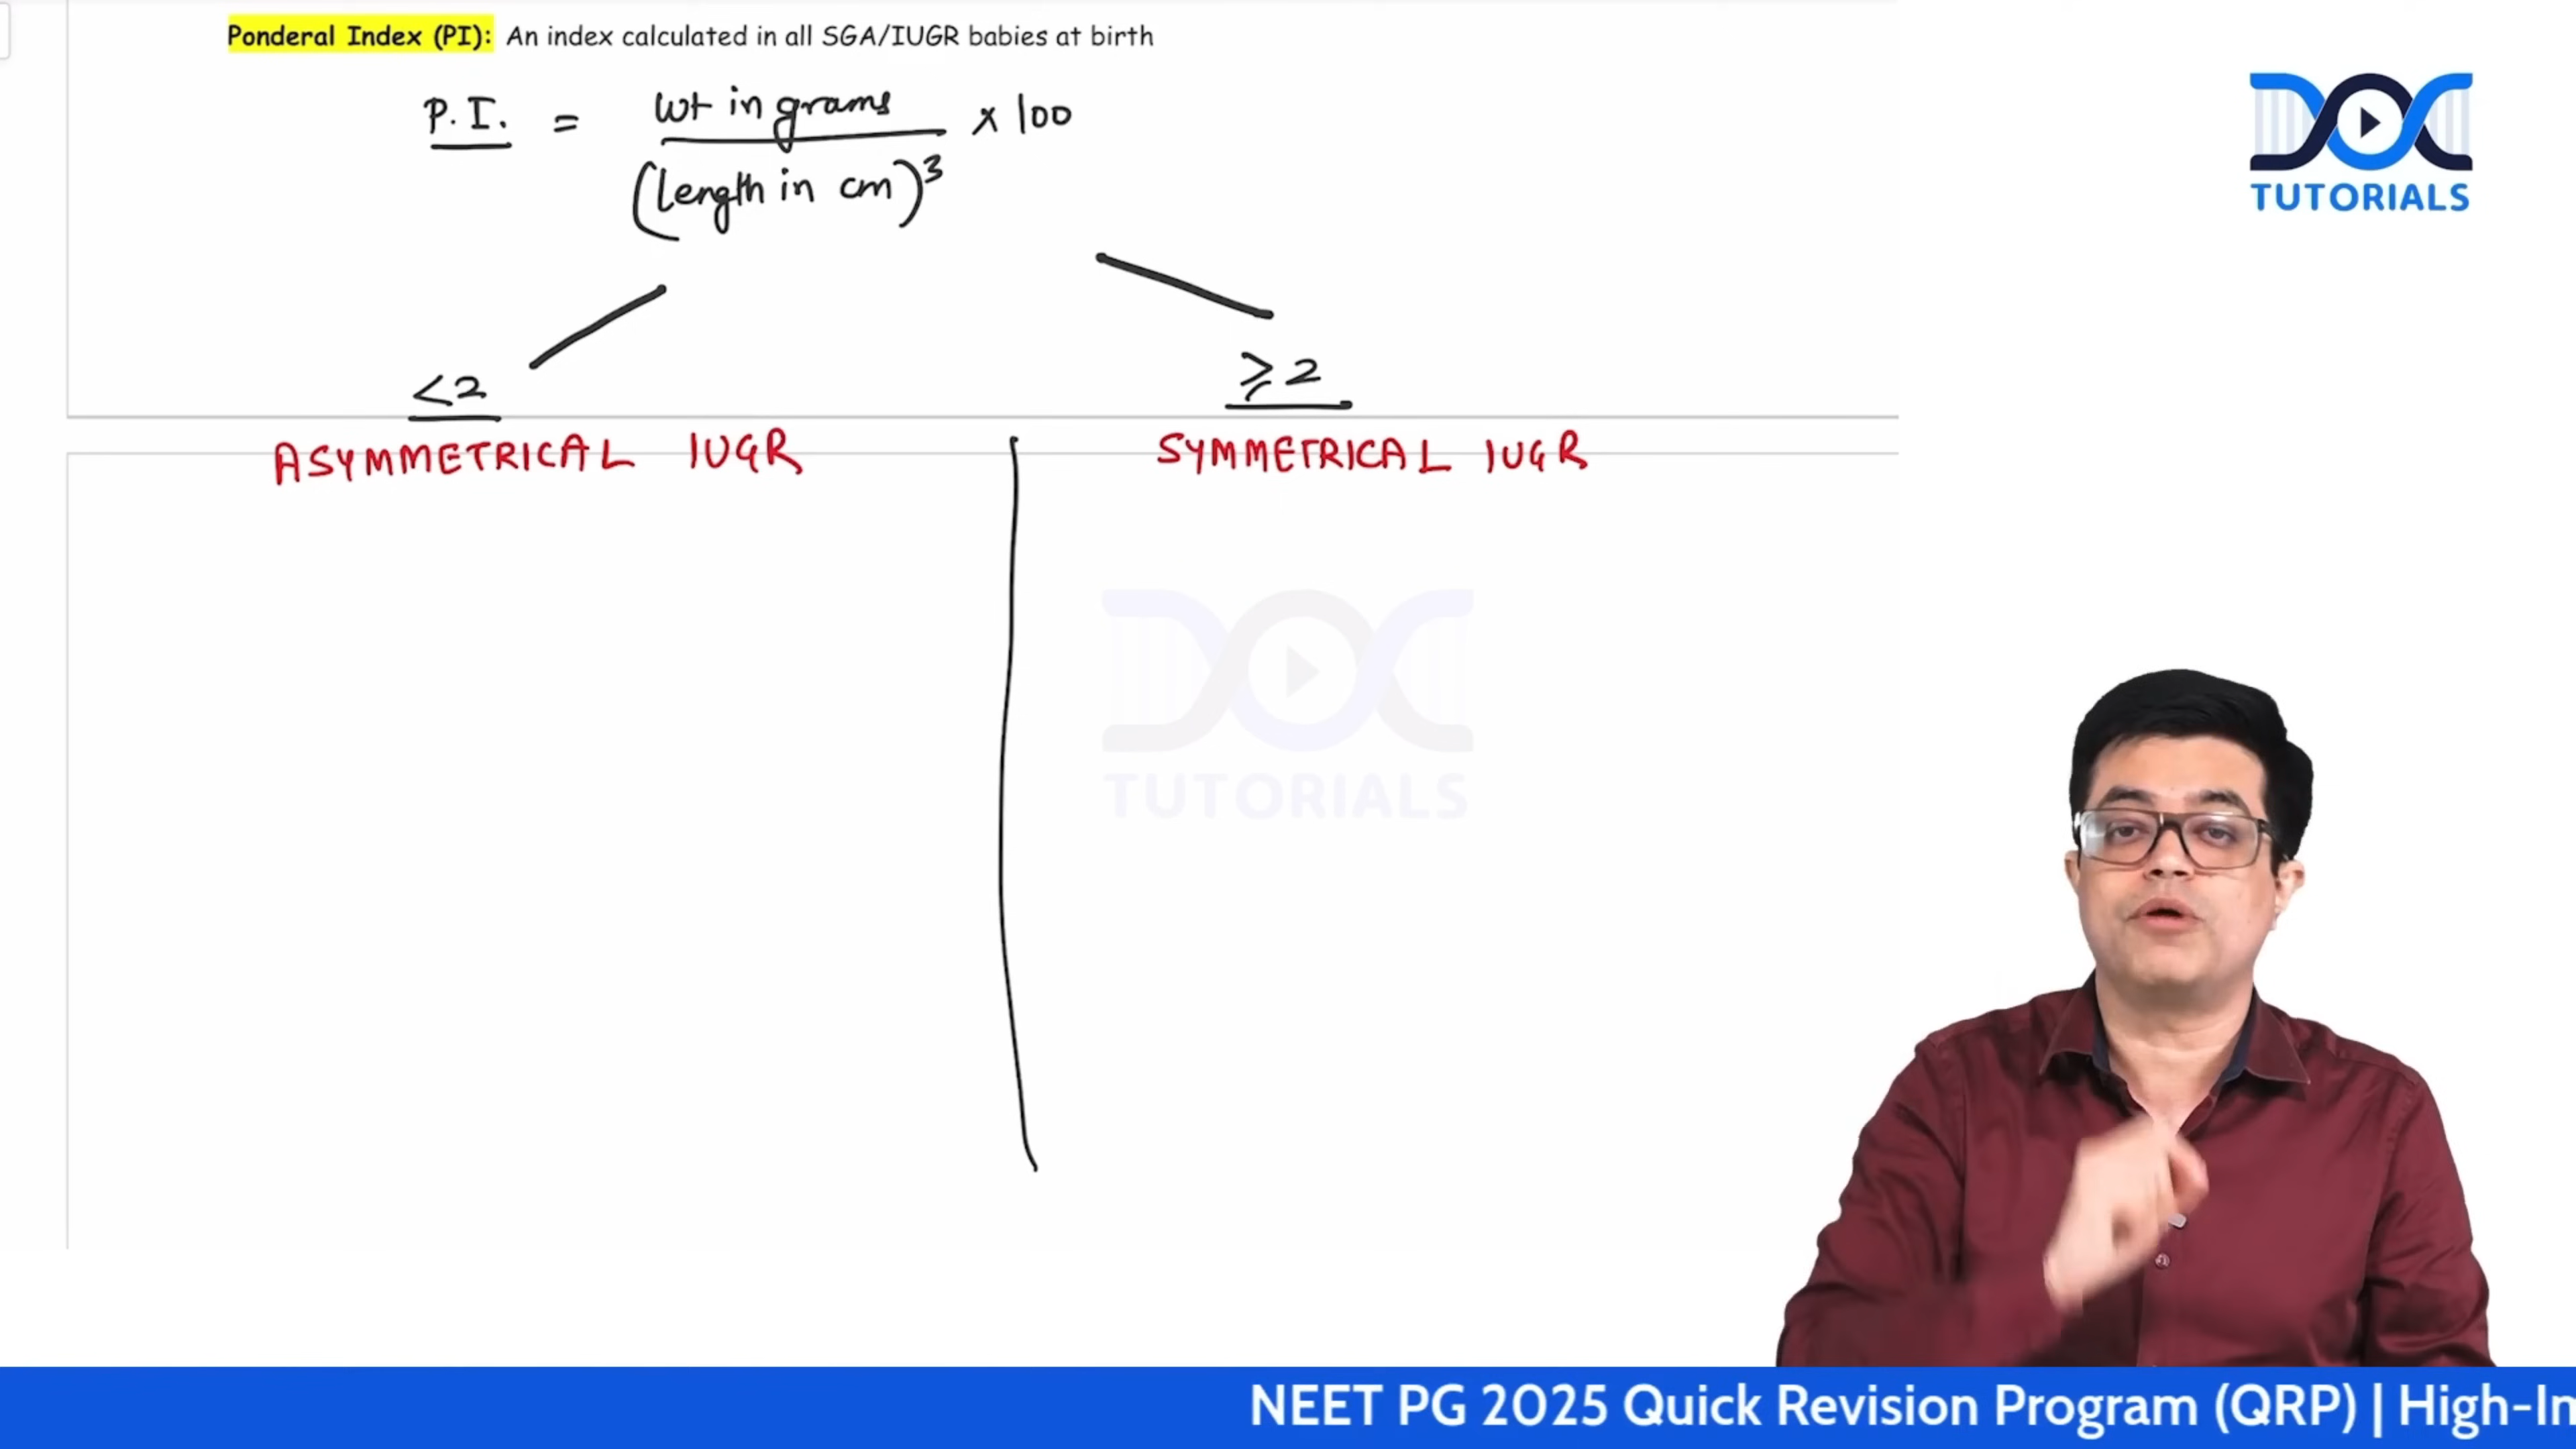 Ponderal Index (PI): An index calculated in all SGA/IUGR babies at birth
P.I. = wt in grams × 100
(length in cm)³
<2
≥ 2
ASYMMETRICAL IUGR
SYMMETRICAL IUGR
DOC
TUTORIALS
DOC
TUTORIALS
NEET PG 2025 Quick Revision Program (QRP) | High-In